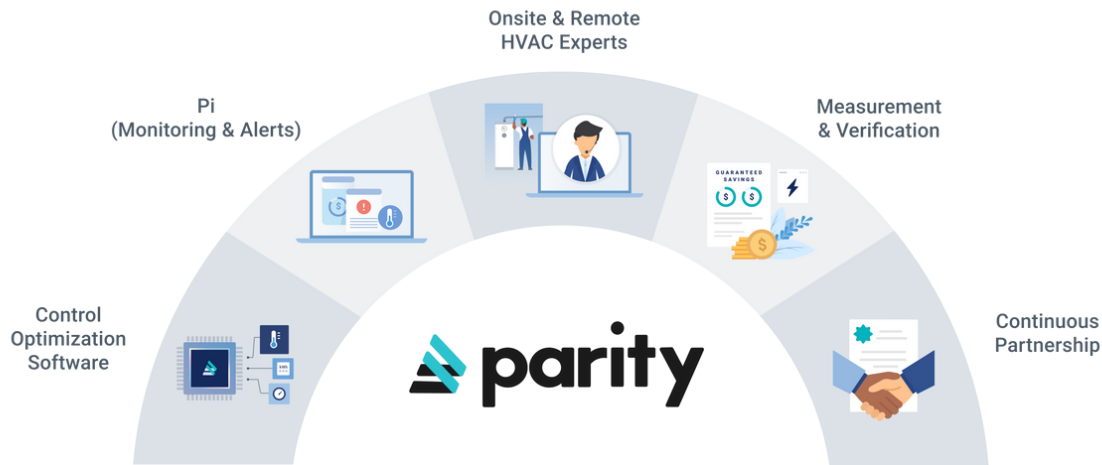 Onsite & Remote
HVAC Experts
Pi
(Monitoring & Alerts)
Measurement
& Verification
GUARANTEED
SAVINGS
$ $
$
!
$
Control
Optimization
Software
Continuous
Partnership
parity